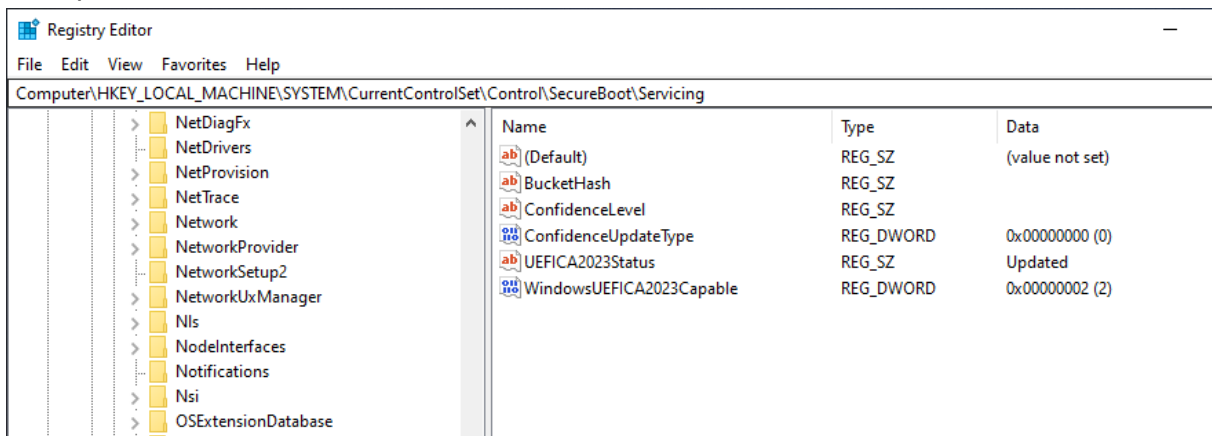 Registry Editor
File Edit View Favorites Help
Computer\HKEY_LOCAL_MACHINE\SYSTEM\CurrentControlSet\Control\SecureBoot\Servicing
NetDiagFx
NetDrivers
NetProvision
NetTrace
Network
NetworkProvider
NetworkSetup2
NetworkUxManager
Nls
NodeInterfaces
Notifications
Nsi
OSExtensionDatabase
Name Type Data
(Default) REG_SZ (value not set)
BucketHash REG_SZ
ConfidenceLevel REG_SZ
ConfidenceUpdateType REG_DWORD 0x00000000 (0)
UEFICA2023Status REG_SZ Updated
WindowsUEFICA2023Capable REG_DWORD 0x00000002 (2)